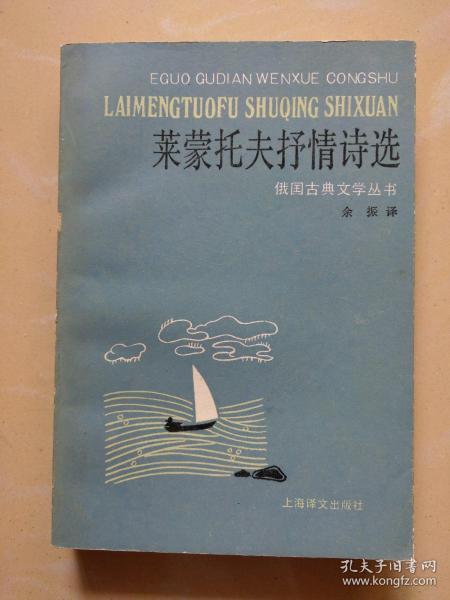 EGUO GUDIAN WENXUE CONGSHU
LAIMENGTUOFU SHUQING SHIXUAN
莱蒙托夫抒情诗选
俄国古典文学丛书
余振译
上海译文出版社
孔夫子旧书网
www.kongfz.com